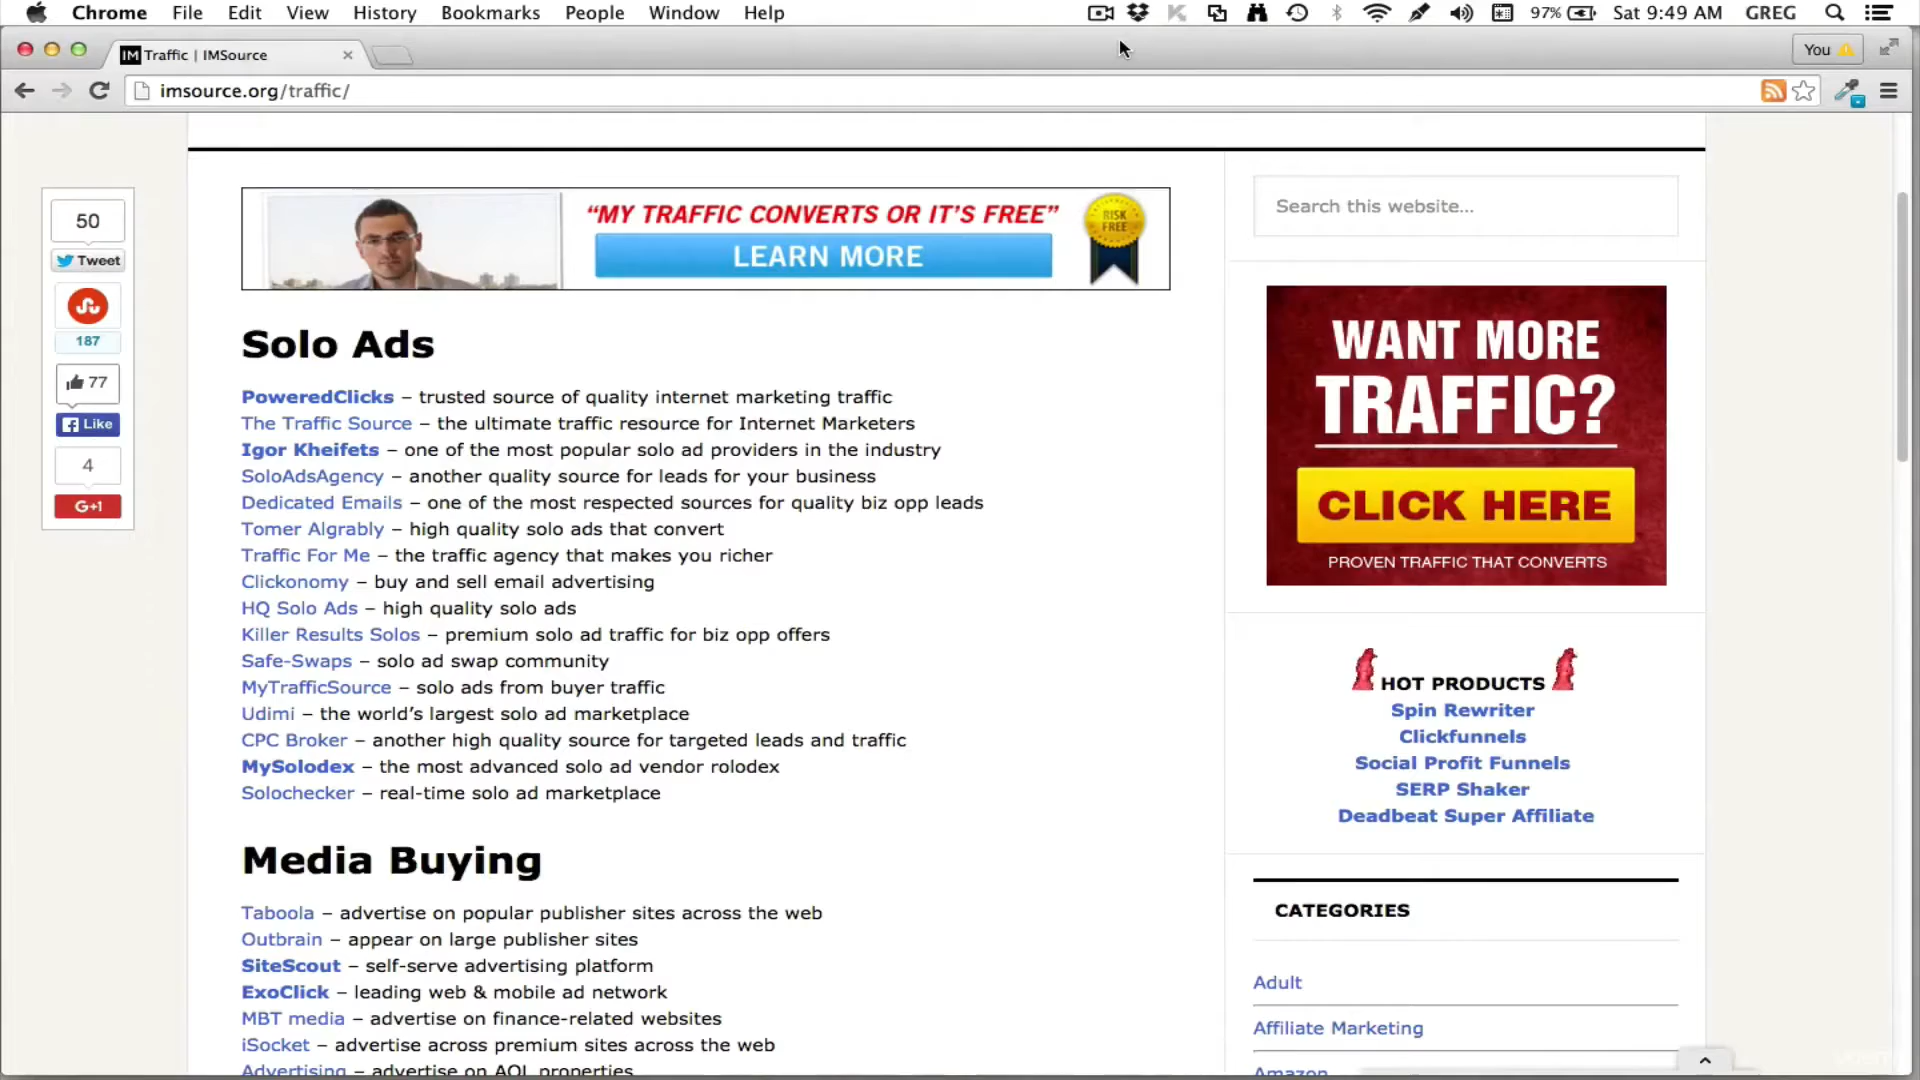 Chrome File Edit View History Bookmarks People Window Help 97% Sat 9:49 AM GREG
IM Traffic | IMSource You
imsource.org/traffic/
50
Tweet
187
77
Like
4
G+1
“MY TRAFFIC CONVERTS OR IT’S FREE”
LEARN MORE
RISK
FREE
Solo Ads
PoweredClicks – trusted source of quality internet marketing traffic
The Traffic Source – the ultimate traffic resource for Internet Marketers
Igor Kheifets – one of the most popular solo ad providers in the industry
SoloAdsAgency – another quality source for leads for your business
Dedicated Emails – one of the most respected sources for quality biz opp leads
Tomer Algrably – high quality solo ads that convert
Traffic For Me – the traffic agency that makes you richer
Clickonomy – buy and sell email advertising
HQ Solo Ads – high quality solo ads
Killer Results Solos – premium solo ad traffic for biz opp offers
Safe-Swaps – solo ad swap community
MyTrafficSource – solo ads from buyer traffic
Udimi – the world’s largest solo ad marketplace
CPC Broker – another high quality source for targeted leads and traffic
MySolodex – the most advanced solo ad vendor rolodex
Solochecker – real-time solo ad marketplace
Media Buying
Taboola – advertise on popular publisher sites across the web
Outbrain – appear on large publisher sites
SiteScout – self-serve advertising platform
ExoClick – leading web & mobile ad network
MBT media – advertise on finance-related websites
iSocket – advertise across premium sites across the web
Advertising – advertise on AOL properties
Search this website...
WANT MORE
TRAFFIC?
CLICK HERE
PROVEN TRAFFIC THAT CONVERTS
HOT PRODUCTS
Spin Rewriter
Clickfunnels
Social Profit Funnels
SERP Shaker
Deadbeat Super Affiliate
CATEGORIES
Adult
Affiliate Marketing
Amazon